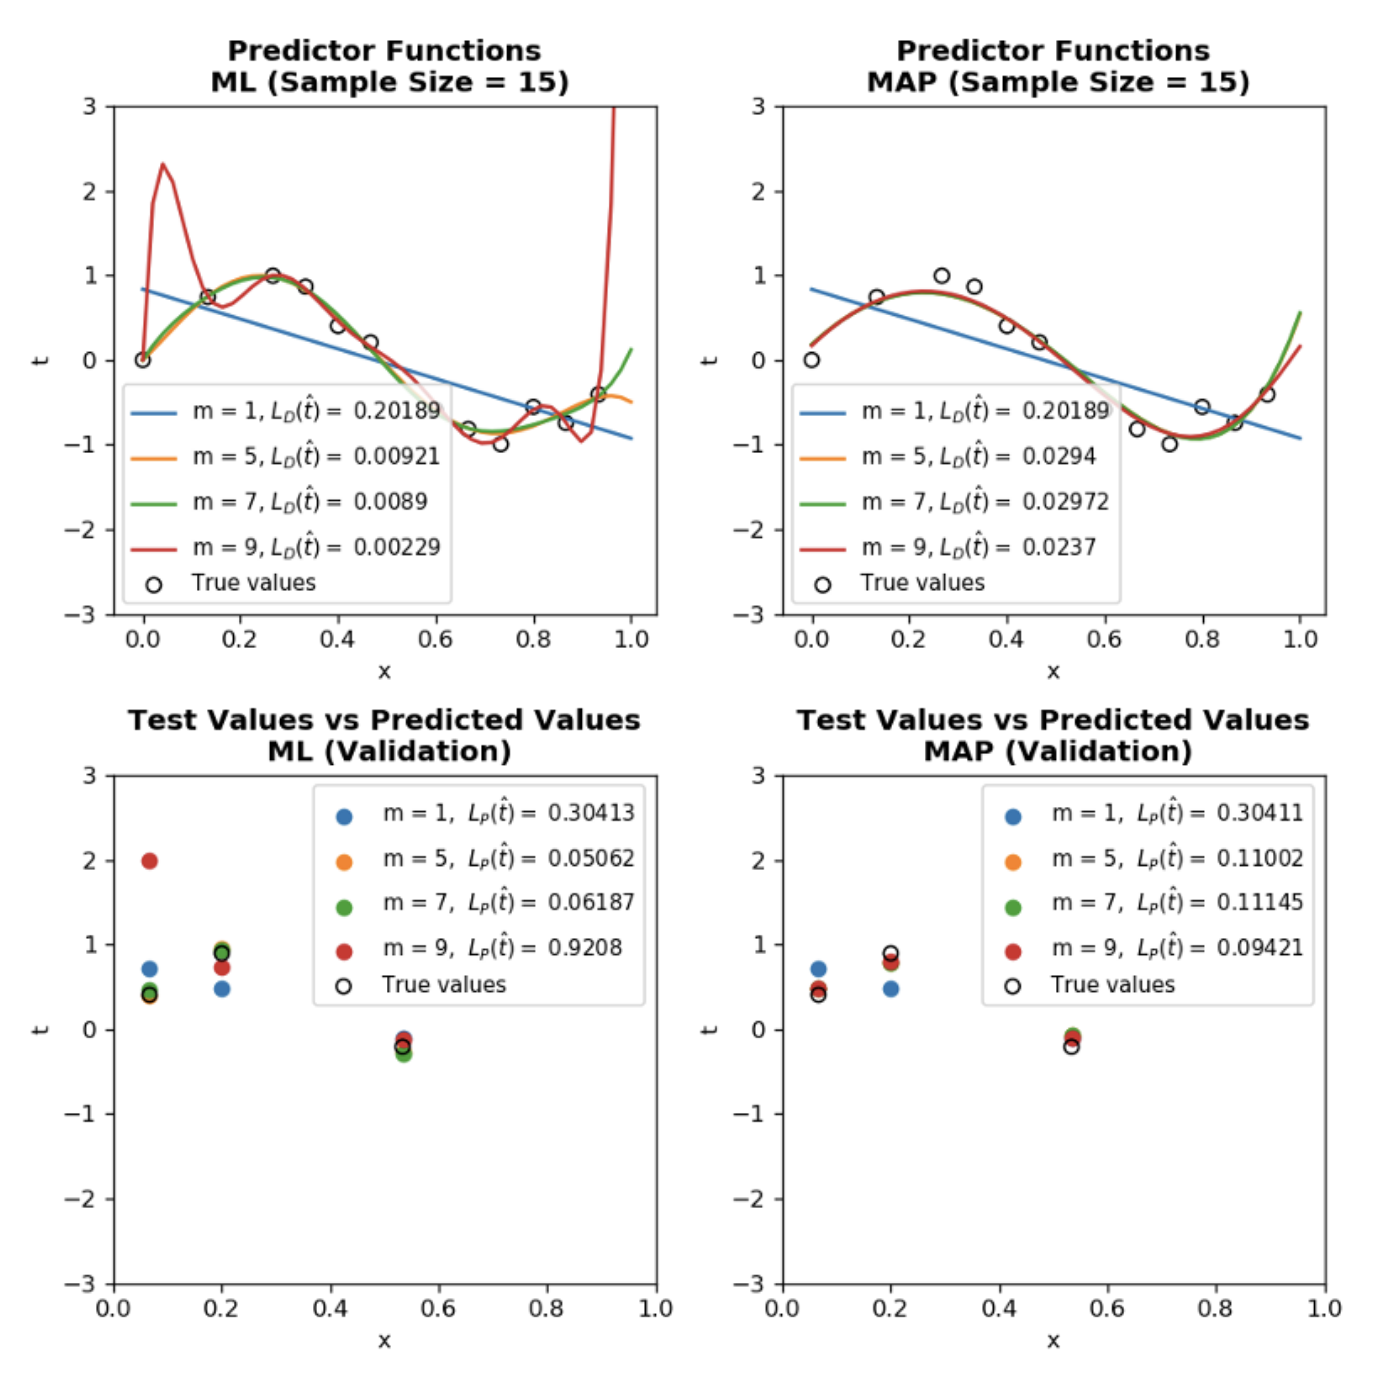 Predictor Functions
ML (Sample Size = 15)
3
2
1
0
−1
−2
−3
t
m = 1, L_D(t̂) = 0.20189
m = 5, L_D(t̂) = 0.00921
m = 7, L_D(t̂) = 0.0089
m = 9, L_D(t̂) = 0.00229
True values
0.0 0.2 0.4 0.6 0.8 1.0
x
Predictor Functions
MAP (Sample Size = 15)
3
2
1
0
−1
−2
−3
t
m = 1, L_D(t̂) = 0.20189
m = 5, L_D(t̂) = 0.0294
m = 7, L_D(t̂) = 0.02972
m = 9, L_D(t̂) = 0.0237
True values
0.0 0.2 0.4 0.6 0.8 1.0
x
Test Values vs Predicted Values
ML (Validation)
3
2
1
0
−1
−2
−3
t
m = 1, L_P(t̂) = 0.30413
m = 5, L_P(t̂) = 0.05062
m = 7, L_P(t̂) = 0.06187
m = 9, L_P(t̂) = 0.9208
True values
0.0 0.2 0.4 0.6 0.8 1.0
x
Test Values vs Predicted Values
MAP (Validation)
3
2
1
0
−1
−2
−3
t
m = 1, L_P(t̂) = 0.30411
m = 5, L_P(t̂) = 0.11002
m = 7, L_P(t̂) = 0.11145
m = 9, L_P(t̂) = 0.09421
True values
0.0 0.2 0.4 0.6 0.8 1.0
x